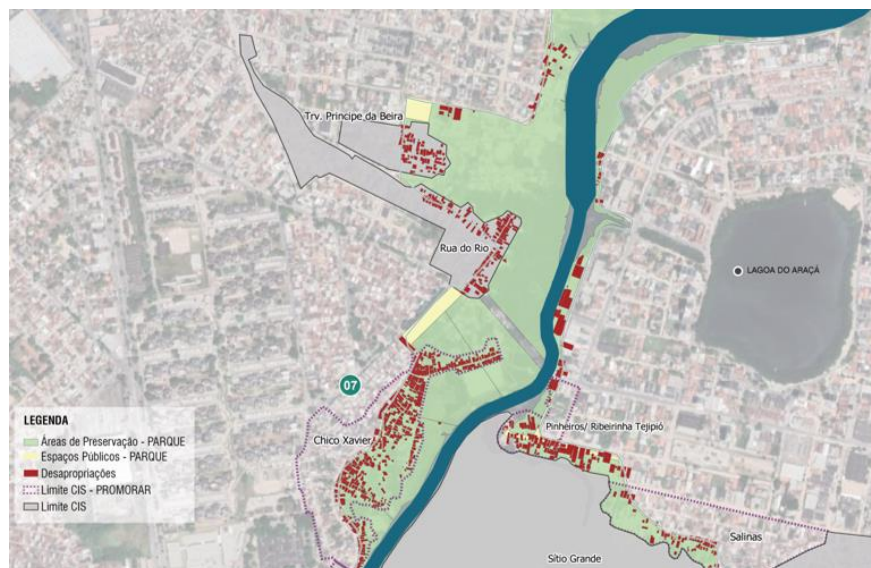 Trv. Principe da Beira
Rua do Rio
LAGOA DO ARAÇÁ
07
LEGENDA
Áreas de Preservação - PARQUE
Espaços Públicos - PARQUE
Desapropriações
Limite CIS - PROMORAR
Limite CIS
Chico Xavier
Pinheiros/ Ribeirinha Tejipió
Salinas
Sítio Grande